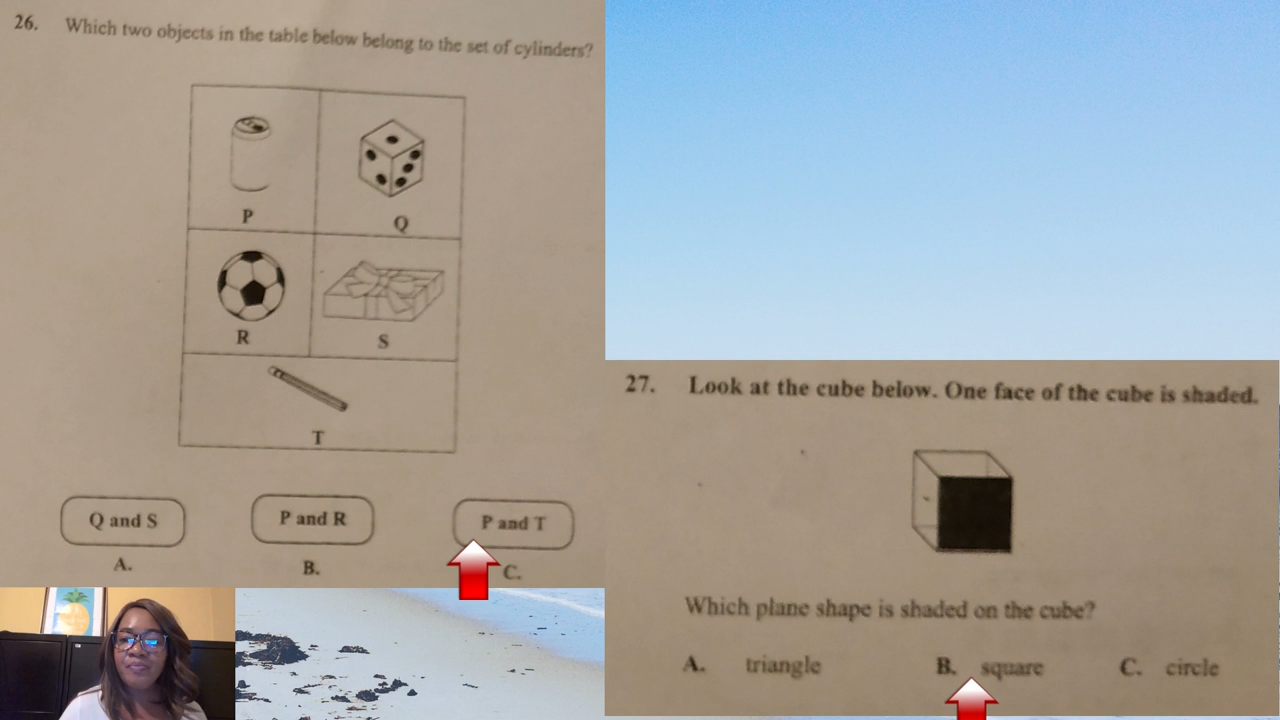 26. Which two objects in the table below belong to the set of cylinders?
P
Q
R
S
T
Q and S
P and R
P and T
A.
B.
C.
27. Look at the cube below. One face of the cube is shaded.
Which plane shape is shaded on the cube?
A. triangle
B. square
C. circle